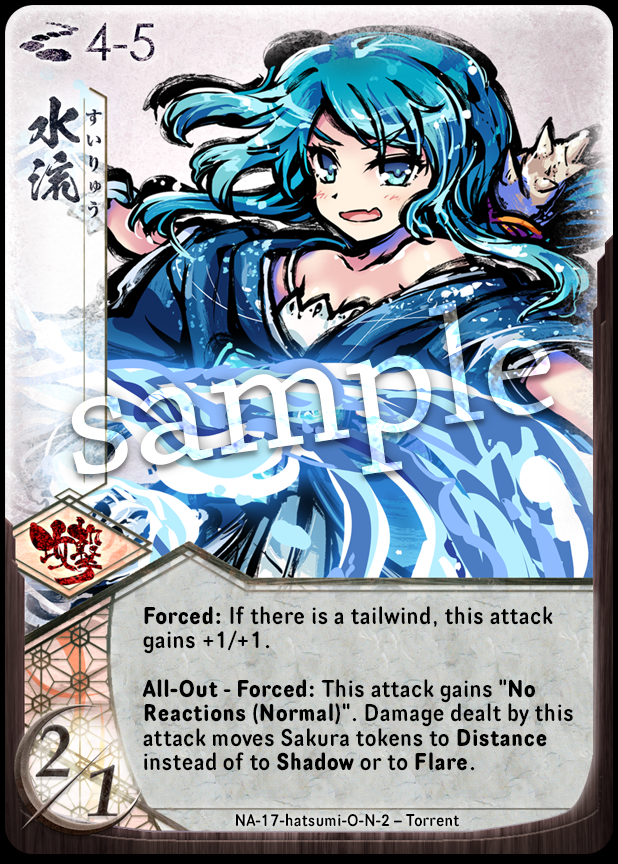 4-5
水流
すいりゅう
sample
攻撃
Forced: If there is a tailwind, this attack
gains +1/+1.
All-Out - Forced: This attack gains "No
Reactions (Normal)". Damage dealt by this
attack moves Sakura tokens to Distance
instead of to Shadow or to Flare.
2/1
NA-17-hatsumi-O-N-2 – Torrent